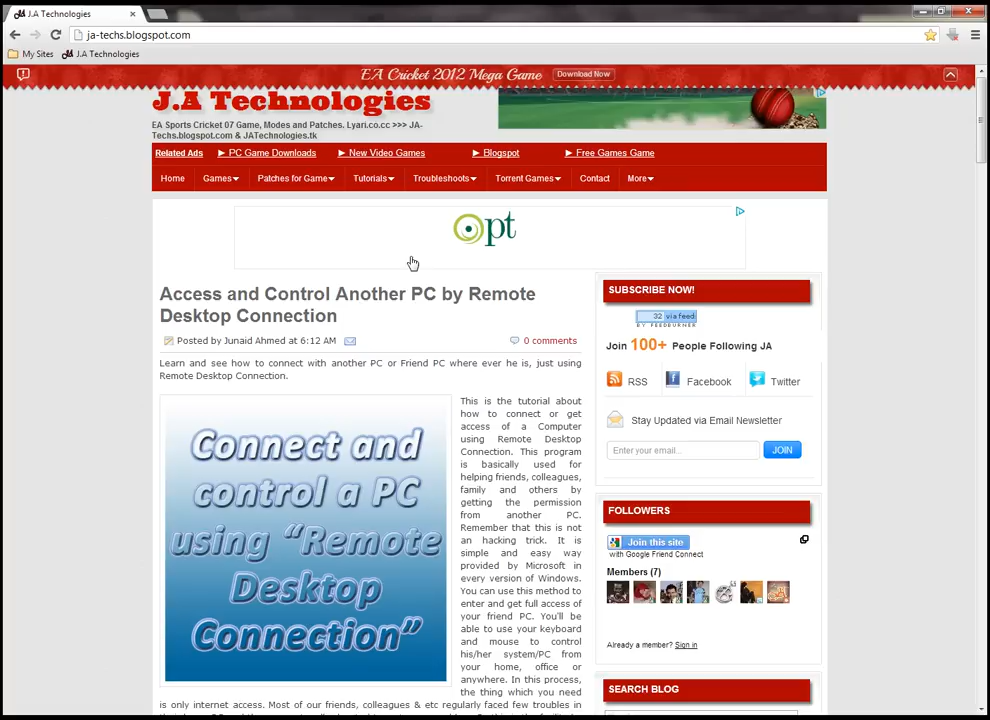 J.A Technologies
ja-techs.blogspot.com
My Sites J.A Technologies
EA Cricket 2012 Mega Game Download Now
J.A Technologies
EA Sports Cricket 07 Game, Modes and Patches. Lyari.co.cc >>> JA-
Techs.blogspot.com & JATechnologies.tk
Related Ads ► PC Game Downloads ► New Video Games ► Blogspot ► Free Games Game
Home Games Patches for Game Tutorials Troubleshoots Torrent Games Contact More
opt
Access and Control Another PC by Remote
Desktop Connection
Posted by Junaid Ahmed at 6:12 AM 0 comments
Learn and see how to connect with another PC or Friend PC where ever he is, just using
Remote Desktop Connection.
Connect and
control a PC
using "Remote
Desktop
Connection"
This is the tutorial about
how to connect or get
access of a Computer
using Remote Desktop
Connection. This program
is basically used for
helping friends, colleagues,
family and others by
getting the permission
from another PC.
Remember that this is not
an hacking trick. It is
simple and easy way
provided by Microsoft in
every version of Windows.
You can use this method to
enter and get full access of
your friend PC. You'll be
able to use your keyboard
and mouse to control
his/her system/PC from
your home, office or
anywhere. In this process,
the thing which you need
is only internet access. Most of our friends, colleagues & etc regularly faced few troubles in
SUBSCRIBE NOW!
32 via feed
BY FEEDBURNER
Join 100+ People Following JA
RSS Facebook Twitter
Stay Updated via Email Newsletter
Enter your email... JOIN
FOLLOWERS
Join this site
with Google Friend Connect
Members (7)
Already a member? Sign in
SEARCH BLOG